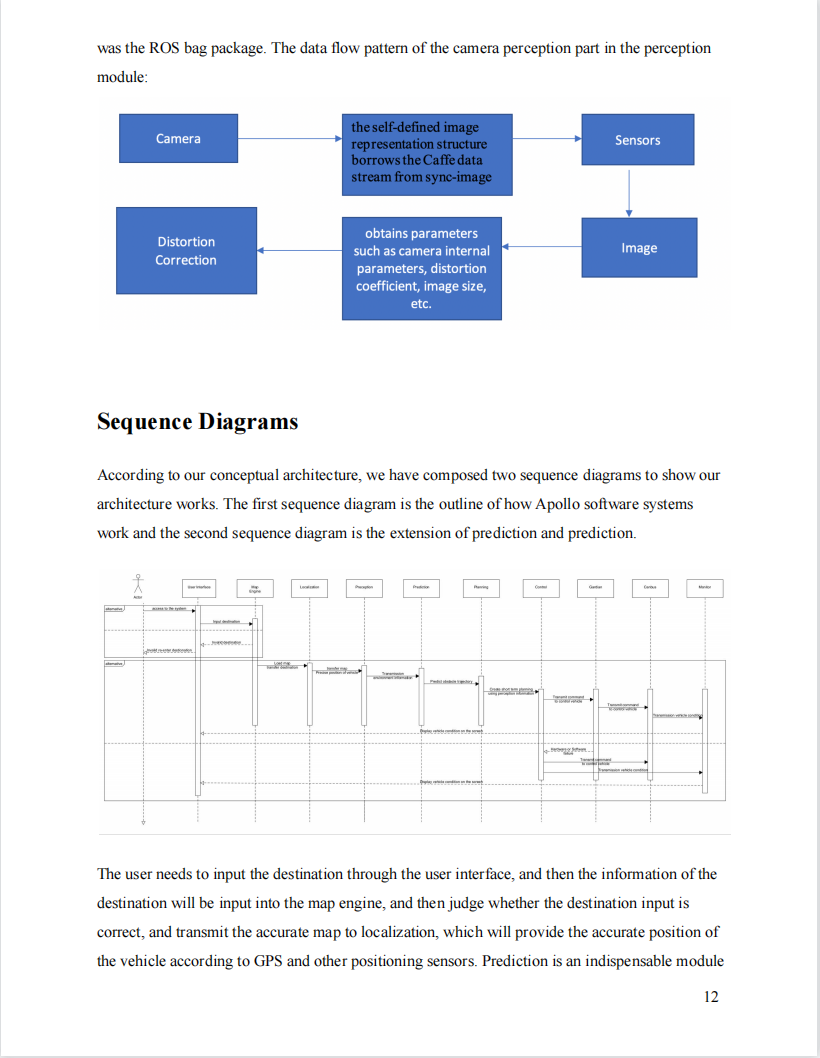 was the ROS bag package. The data flow pattern of the camera perception part in the perception
module:
Camera
the self-defined image
representation structure
borrows the Caffe data
stream from sync-image
Sensors
Distortion
Correction
obtains parameters
such as camera internal
parameters, distortion
coefficient, image size,
etc.
Image
Sequence Diagrams
According to our conceptual architecture, we have composed two sequence diagrams to show our
architecture works. The first sequence diagram is the outline of how Apollo software systems
work and the second sequence diagram is the extension of prediction and prediction.
Actor
User Interface
Map
Engine
Localization
Perception
Prediction
Planning
Control
Guardian
Canbus
Monitor
alternative
access to the system
Input destination
Invalid destination
Invalid re-enter destination
alternative
Load map
transfer destination
transfer map
Precise position of vehicle
Transmission
environment information
Predict obstacle trajectory
Create short term planning
using perception information
Transmit command
to control vehicle
Transmit command
to control vehicle
Transmission vehicle condition
Display vehicle condition on the screen
Hardware or Software
failure
Transmit command
to control vehicle
Transmission vehicle condition
Display vehicle condition on the screen
The user needs to input the destination through the user interface, and then the information of the
destination will be input into the map engine, and then judge whether the destination input is
correct, and transmit the accurate map to localization, which will provide the accurate position of
the vehicle according to GPS and other positioning sensors. Prediction is an indispensable module
12